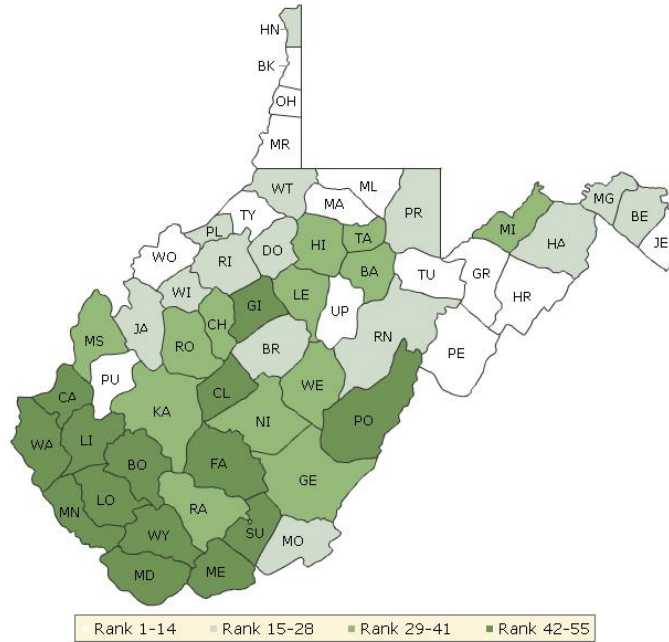 HN
BK
OH
MR
WT
ML
MA
TY
PR
MG
BE
JE
PL
MI
HA
WO
RI
DO
HI
TA
BA
TU
GR
HR
WI
GI
LE
UP
MS
JA
RO
CH
BR
RN
PE
PU
CA
KA
CL
WE
PO
WA
LI
NI
BO
FA
GE
MN
LO
RA
WY
SU
MO
MD
ME
Rank 1-14 Rank 15-28 Rank 29-41 Rank 42-55